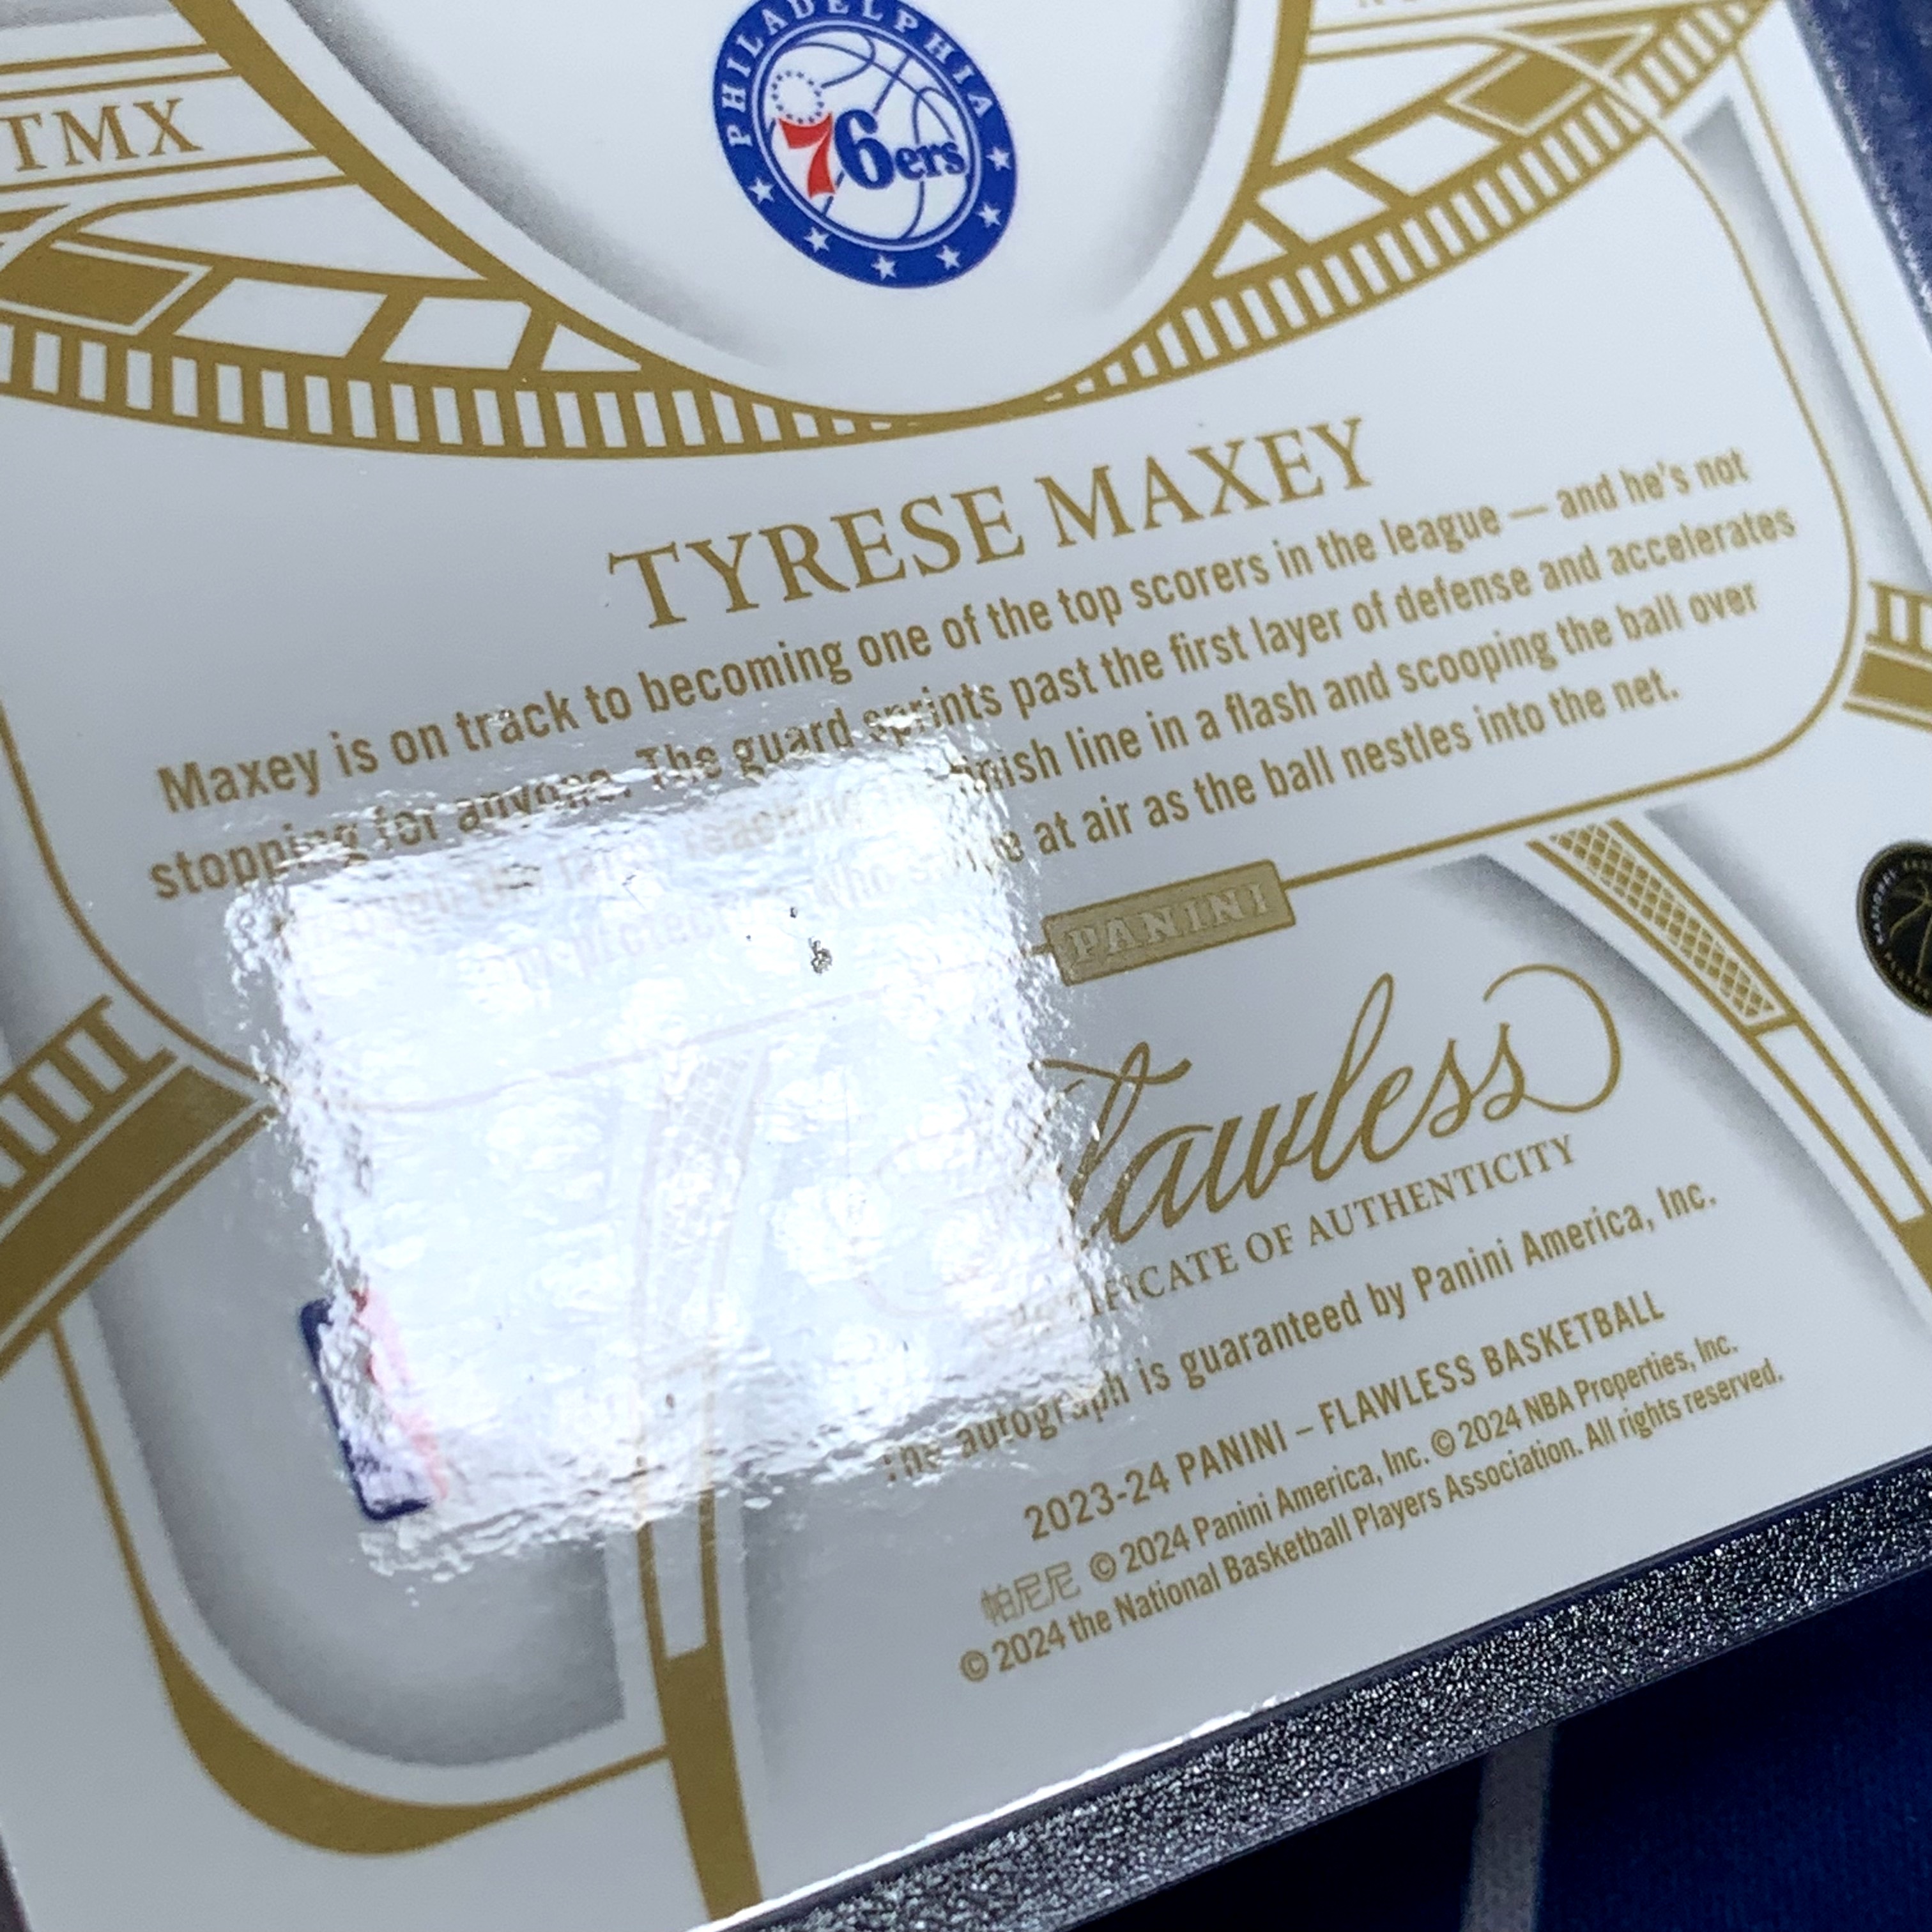 PHILADELPHIA
76ers
TMX
TYRESE MAXEY
Maxey is on track to becoming one of the top scorers in the league — and he's not
stopping for anyone. The guard sprints past the first layer of defense and accelerates
reaching finish line in a flash and scooping the ball over
at air as the ball nestles into the net.
PANINI
Flawless
OF AUTHENTICITY
The autograph is guaranteed by Panini America, Inc.
2023-24 PANINI – FLAWLESS BASKETBALL
帕尼尼 © 2024 Panini America, Inc. © 2024 NBA Properties, Inc.
© 2024 the National Basketball Players Association. All rights reserved.